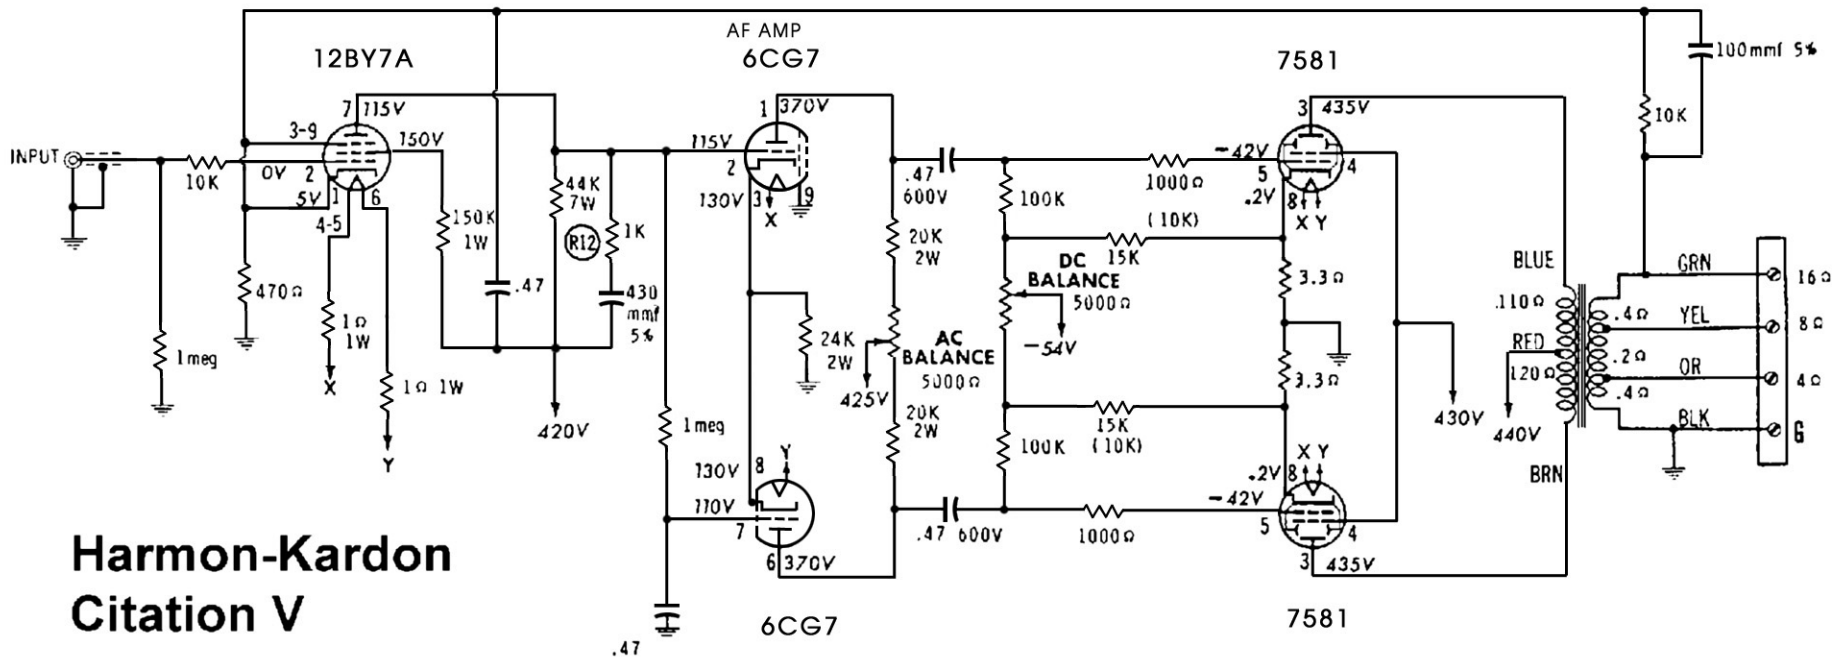 AF AMP
12BY7A
6CG7
7581
100mmf 5%
7
115V
1
370V
3
435V
10K
3-9
150V
INPUT
115V
-42V
4
2
0V
10K
2
.47
600V
1000Ω
5
5V
1
6
44K
7W
130V
3
9
X
100K
.2V
8
X Y
4-5
150K
1W
R12
1K
20K
2W
(10K)
15K
DC
BALANCE
5000Ω
3.3Ω
BLUE
GRN
16Ω
470Ω
.47
430
mmf
5%
.110Ω
.4Ω
YEL
8Ω
1Ω
1W
24K
2W
AC
BALANCE
5000Ω
-54V
RED
.2Ω
OR
1 meg
X
1Ω 1W
425V
3.3Ω
120Ω
.4Ω
4Ω
420V
1 meg
20K
2W
15K
(10K)
430V
440V
BLK
G
Y
130V
8
Y
100K
X Y
.2V
8
BRN
110V
7
.47 600V
1000Ω
-42V
5
4
6
370V
3
435V
Harmon-Kardon
Citation V
6CG7
7581
.47